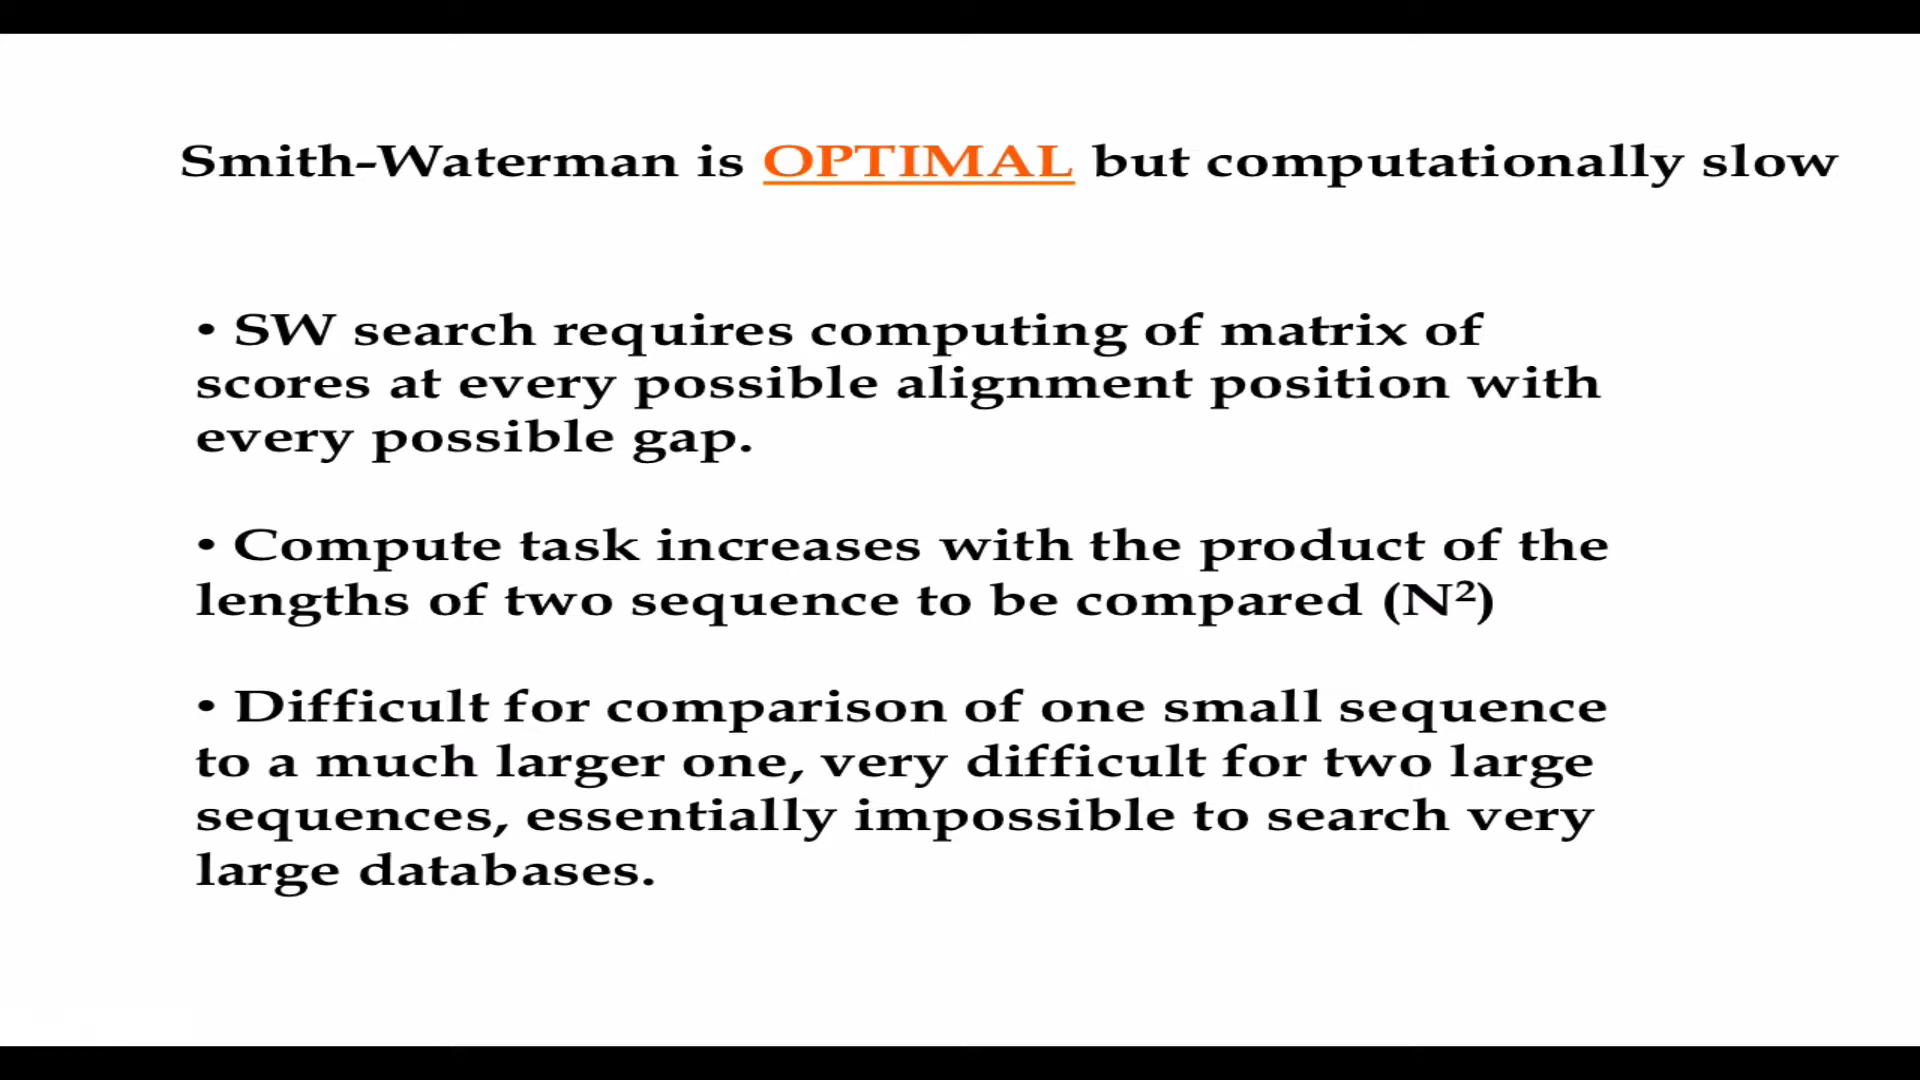 Smith-Waterman is OPTIMAL but computationally slow
• SW search requires computing of matrix of
scores at every possible alignment position with
every possible gap.
• Compute task increases with the product of the
lengths of two sequence to be compared (N²)
• Difficult for comparison of one small sequence
to a much larger one, very difficult for two large
sequences, essentially impossible to search very
large databases.